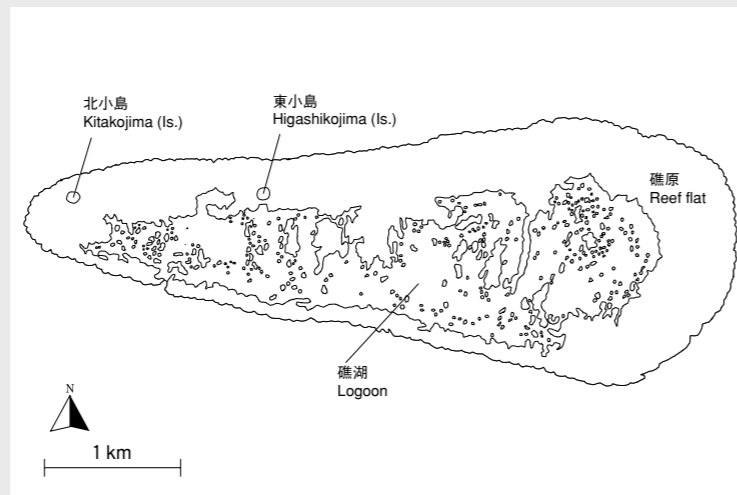 北小島
Kitakojima (Is.)
東小島
Higashikojima (Is.)
礁原
Reef flat
礁湖
Logoon
N
1 km